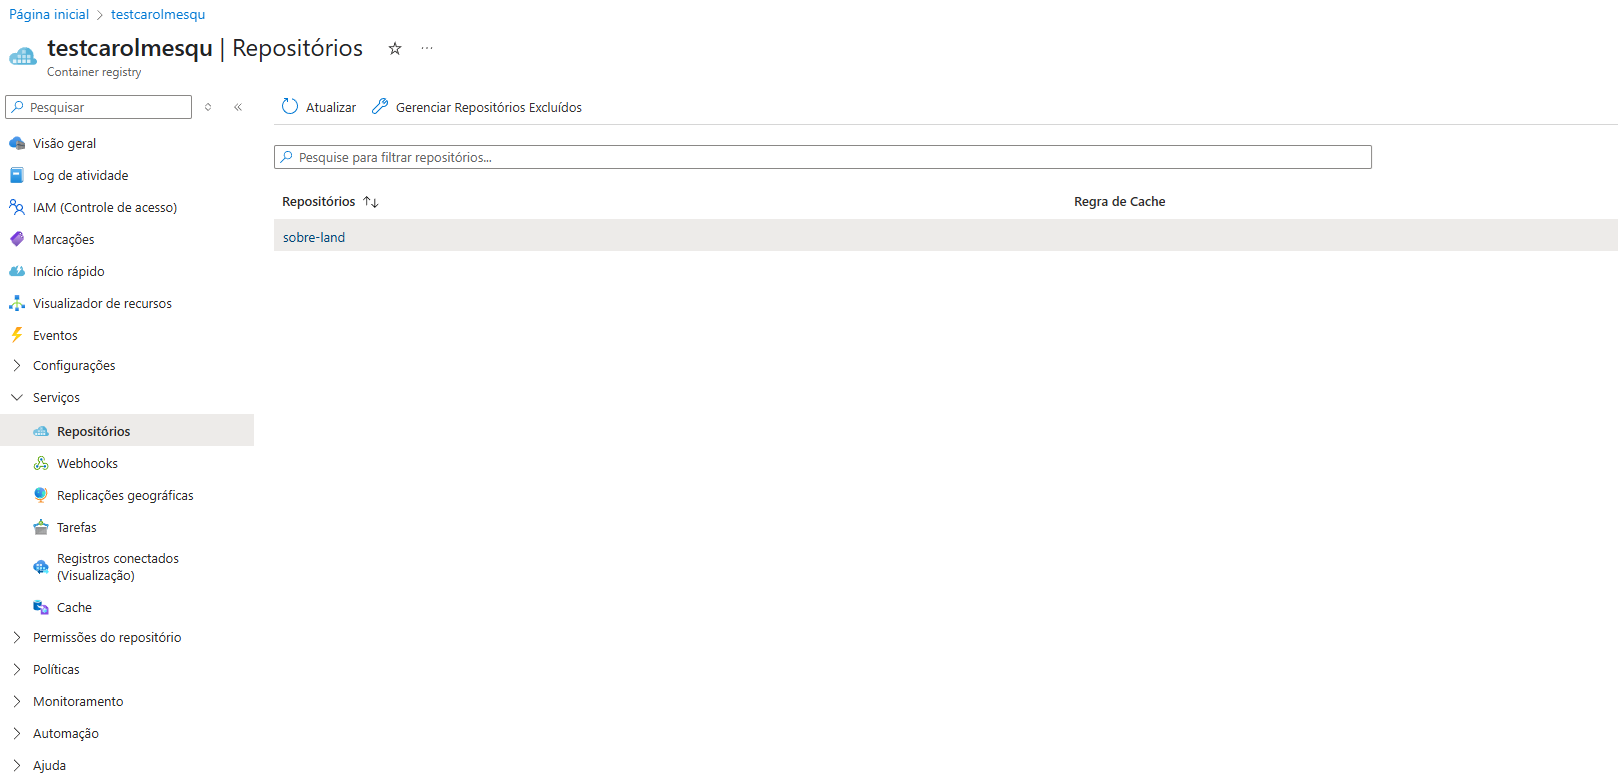 Página inicial > testcarolmesqu
testcarolmesqu | Repositórios
Container registry
Pesquisar
Atualizar
Gerenciar Repositórios Excluídos
Visão geral
Log de atividade
IAM (Controle de acesso)
Marcações
Início rápido
Visualizador de recursos
Eventos
Configurações
Serviços
Repositórios
Webhooks
Replicações geográficas
Tarefas
Registros conectados
(Visualização)
Cache
Permissões do repositório
Políticas
Monitoramento
Automação
Ajuda
Pesquise para filtrar repositórios...
Repositórios
Regra de Cache
sobre-land